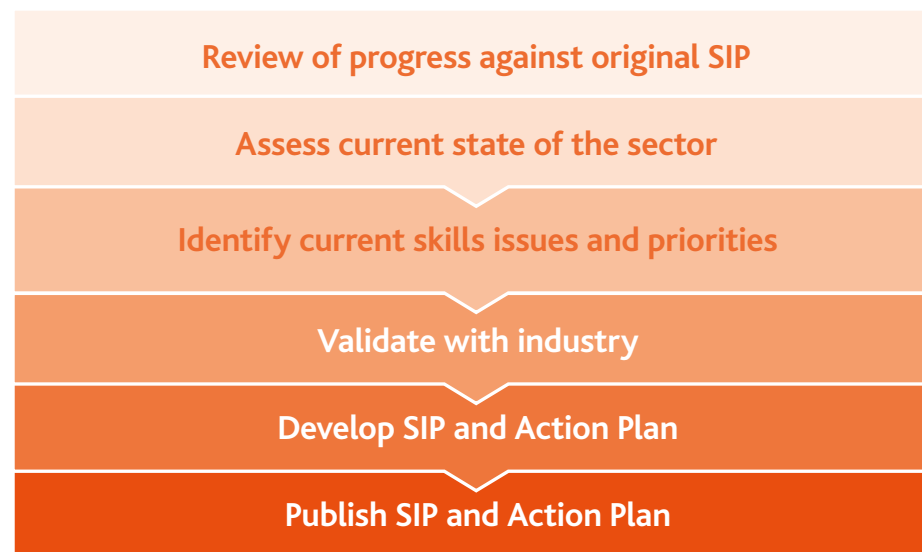 Review of progress against original SIP
Assess current state of the sector
Identify current skills issues and priorities
Validate with industry
Develop SIP and Action Plan
Publish SIP and Action Plan